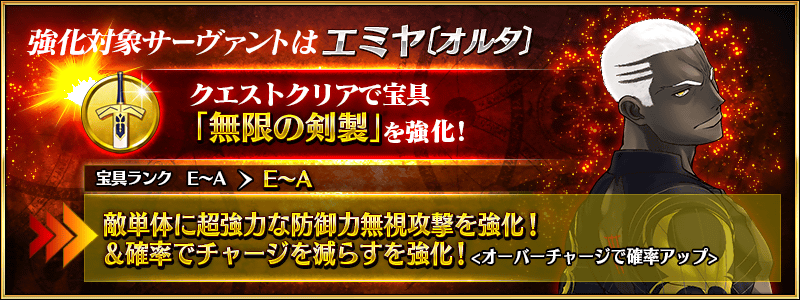 強化対象サーヴァントは エミヤ〔オルタ〕
クエストクリアで宝具
「無限の剣製」を強化!
宝具ランク E~A > E~A
敵単体に超強力な防御力無視攻撃を強化!
&確率でチャージを減らすを強化!<オーバーチャージで確率アップ>